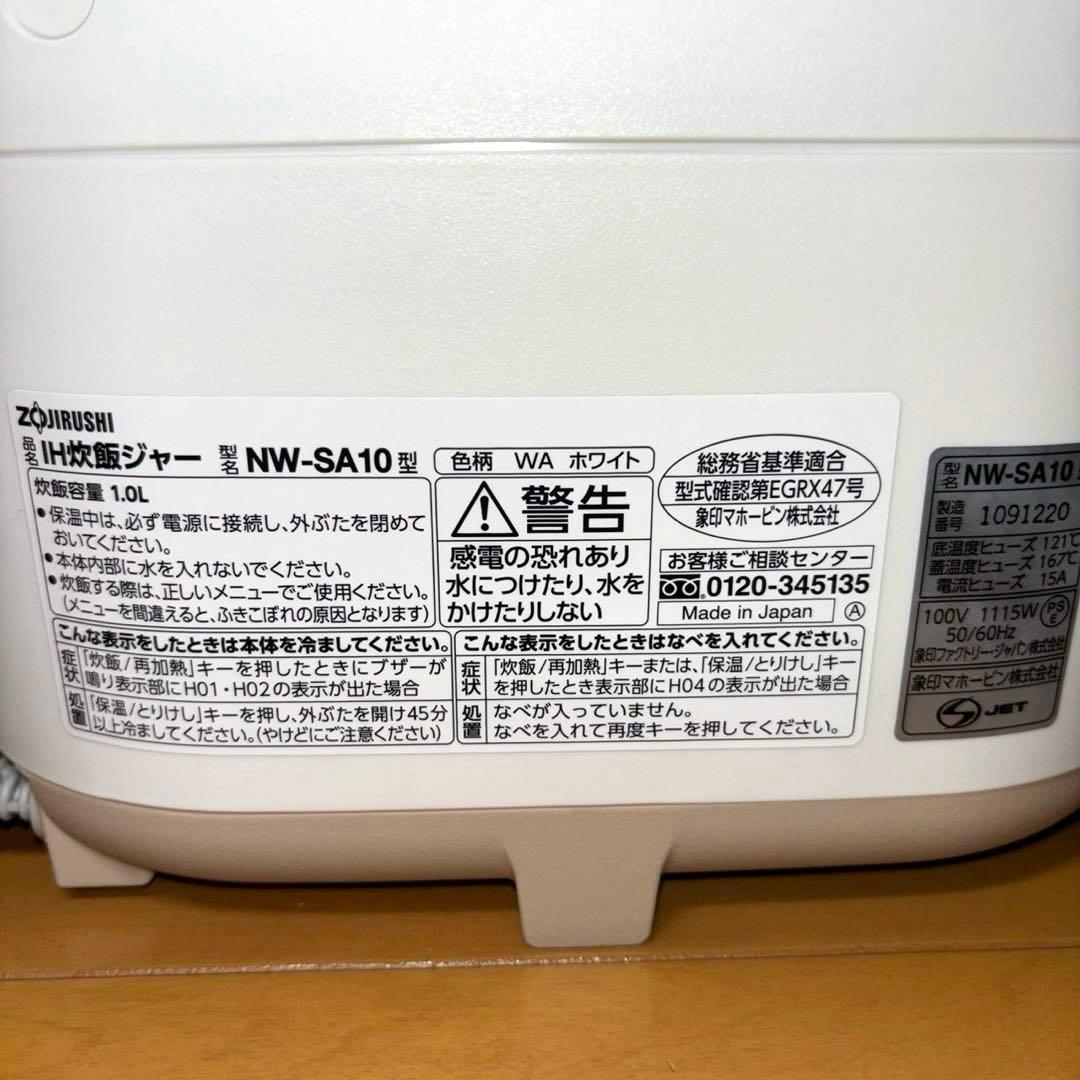 ZOJIRUSHI
品名 IH炊飯ジャー 型名 NW-SA10型
炊飯容量 1.0L
•保温中は、必ず電源に接続し、外ぶたを閉めて
おいてください。
•本体内部に水を入れないでください。
•炊飯する際は、正しいメニューでご使用ください。
(メニューを間違えると、ふきこぼれの原因となります)
色柄 WA ホワイト
警告
感電の恐れあり
水につけたり、水を
かけたりしない
総務省基準適合
型式確認第EGRX47号
象印マホービン株式会社
お客様ご相談センター
0120-345135
Made in Japan Ⓐ
こんな表示をしたときは本体を冷ましてください。
症状 「炊飯/再加熱」キーを押したときにブザーが
鳴り表示部にH01・H02の表示が出た場合
処置 「保温/とりけし」キーを押し、外ぶたを開け45分
以上冷ましてください。(やけどにご注意ください)
こんな表示をしたときはなべを入れてください。
症状 「炊飯/再加熱」キーまたは、「保温/とりけし」キー
を押したとき表示部にH04の表示が出た場合
処置 なべが入っていません。
なべを入れて再度キーを押してください。
型名 NW-SA10
製造番号 1091220
底温度ヒューズ 121℃
蓋温度ヒューズ 167℃
電流ヒューズ 15A
100V 1115W PSE
50/60Hz
象印ファクトリー・ジャパン株式会社
象印マホービン株式会社
JET